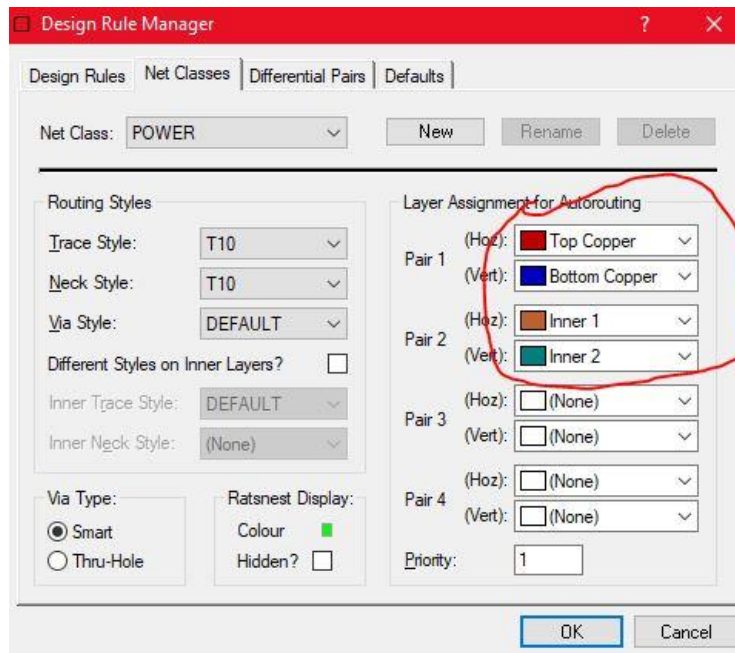 Design Rule Manager
? ×
Design Rules Net Classes Differential Pairs Defaults
Net Class: POWER New Rename Delete
Routing Styles
Trace Style: T10
Neck Style: T10
Via Style: DEFAULT
Different Styles on Inner Layers?
Inner Trace Style: DEFAULT
Inner Neck Style: (None)
Via Type:
Smart
Thru-Hole
Ratsnest Display:
Colour
Hidden?
Layer Assignment for Autorouting
Pair 1
(Hoz): Top Copper
(Vert): Bottom Copper
Pair 2
(Hoz): Inner 1
(Vert): Inner 2
Pair 3
(Hoz): (None)
(Vert): (None)
Pair 4
(Hoz): (None)
(Vert): (None)
Priority: 1
OK Cancel